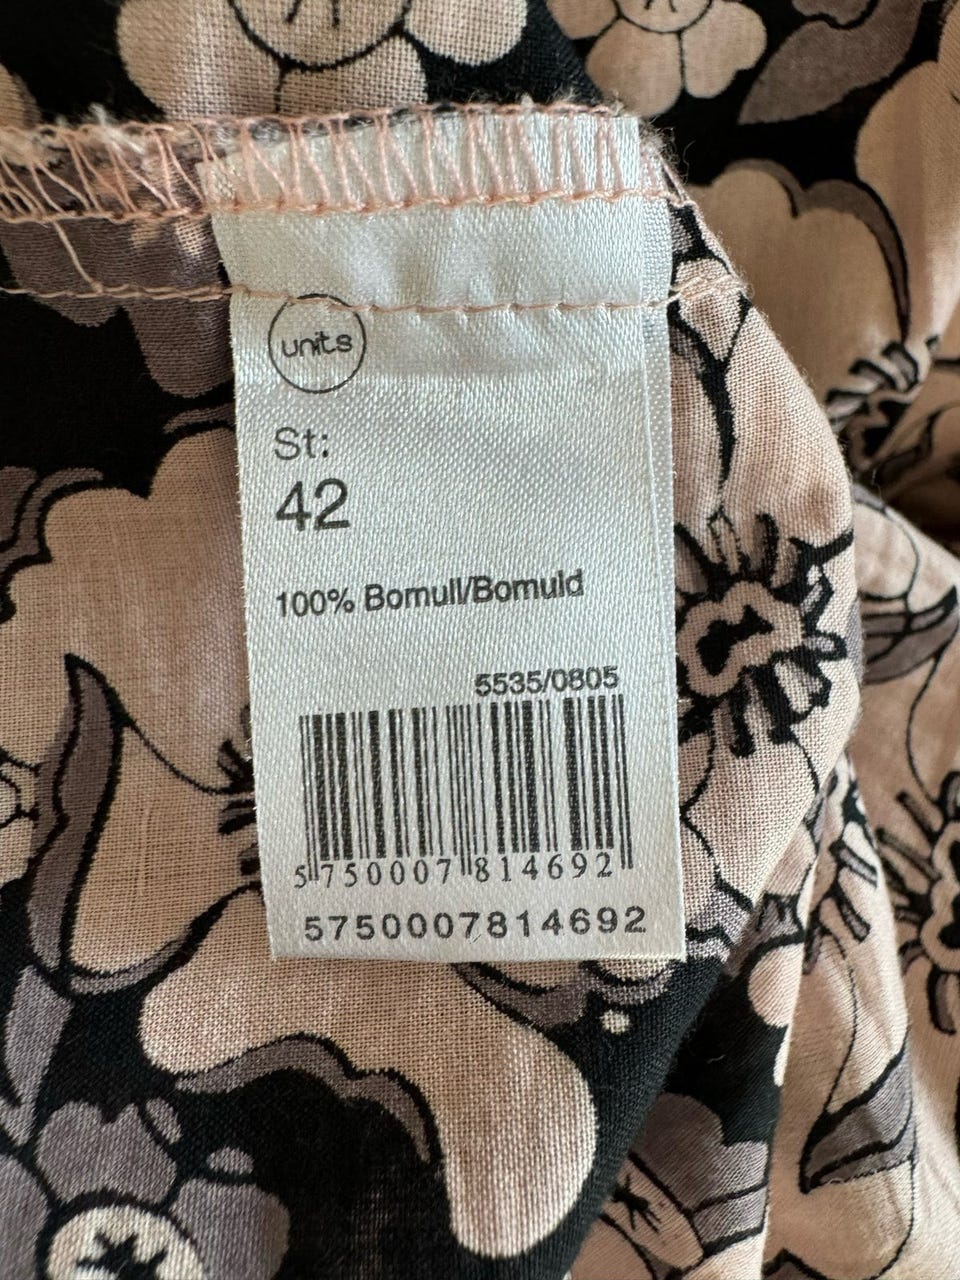 units
St:
42
100% Bomull/Bomuld
5535/0805
5 750007 814692
5750007814692